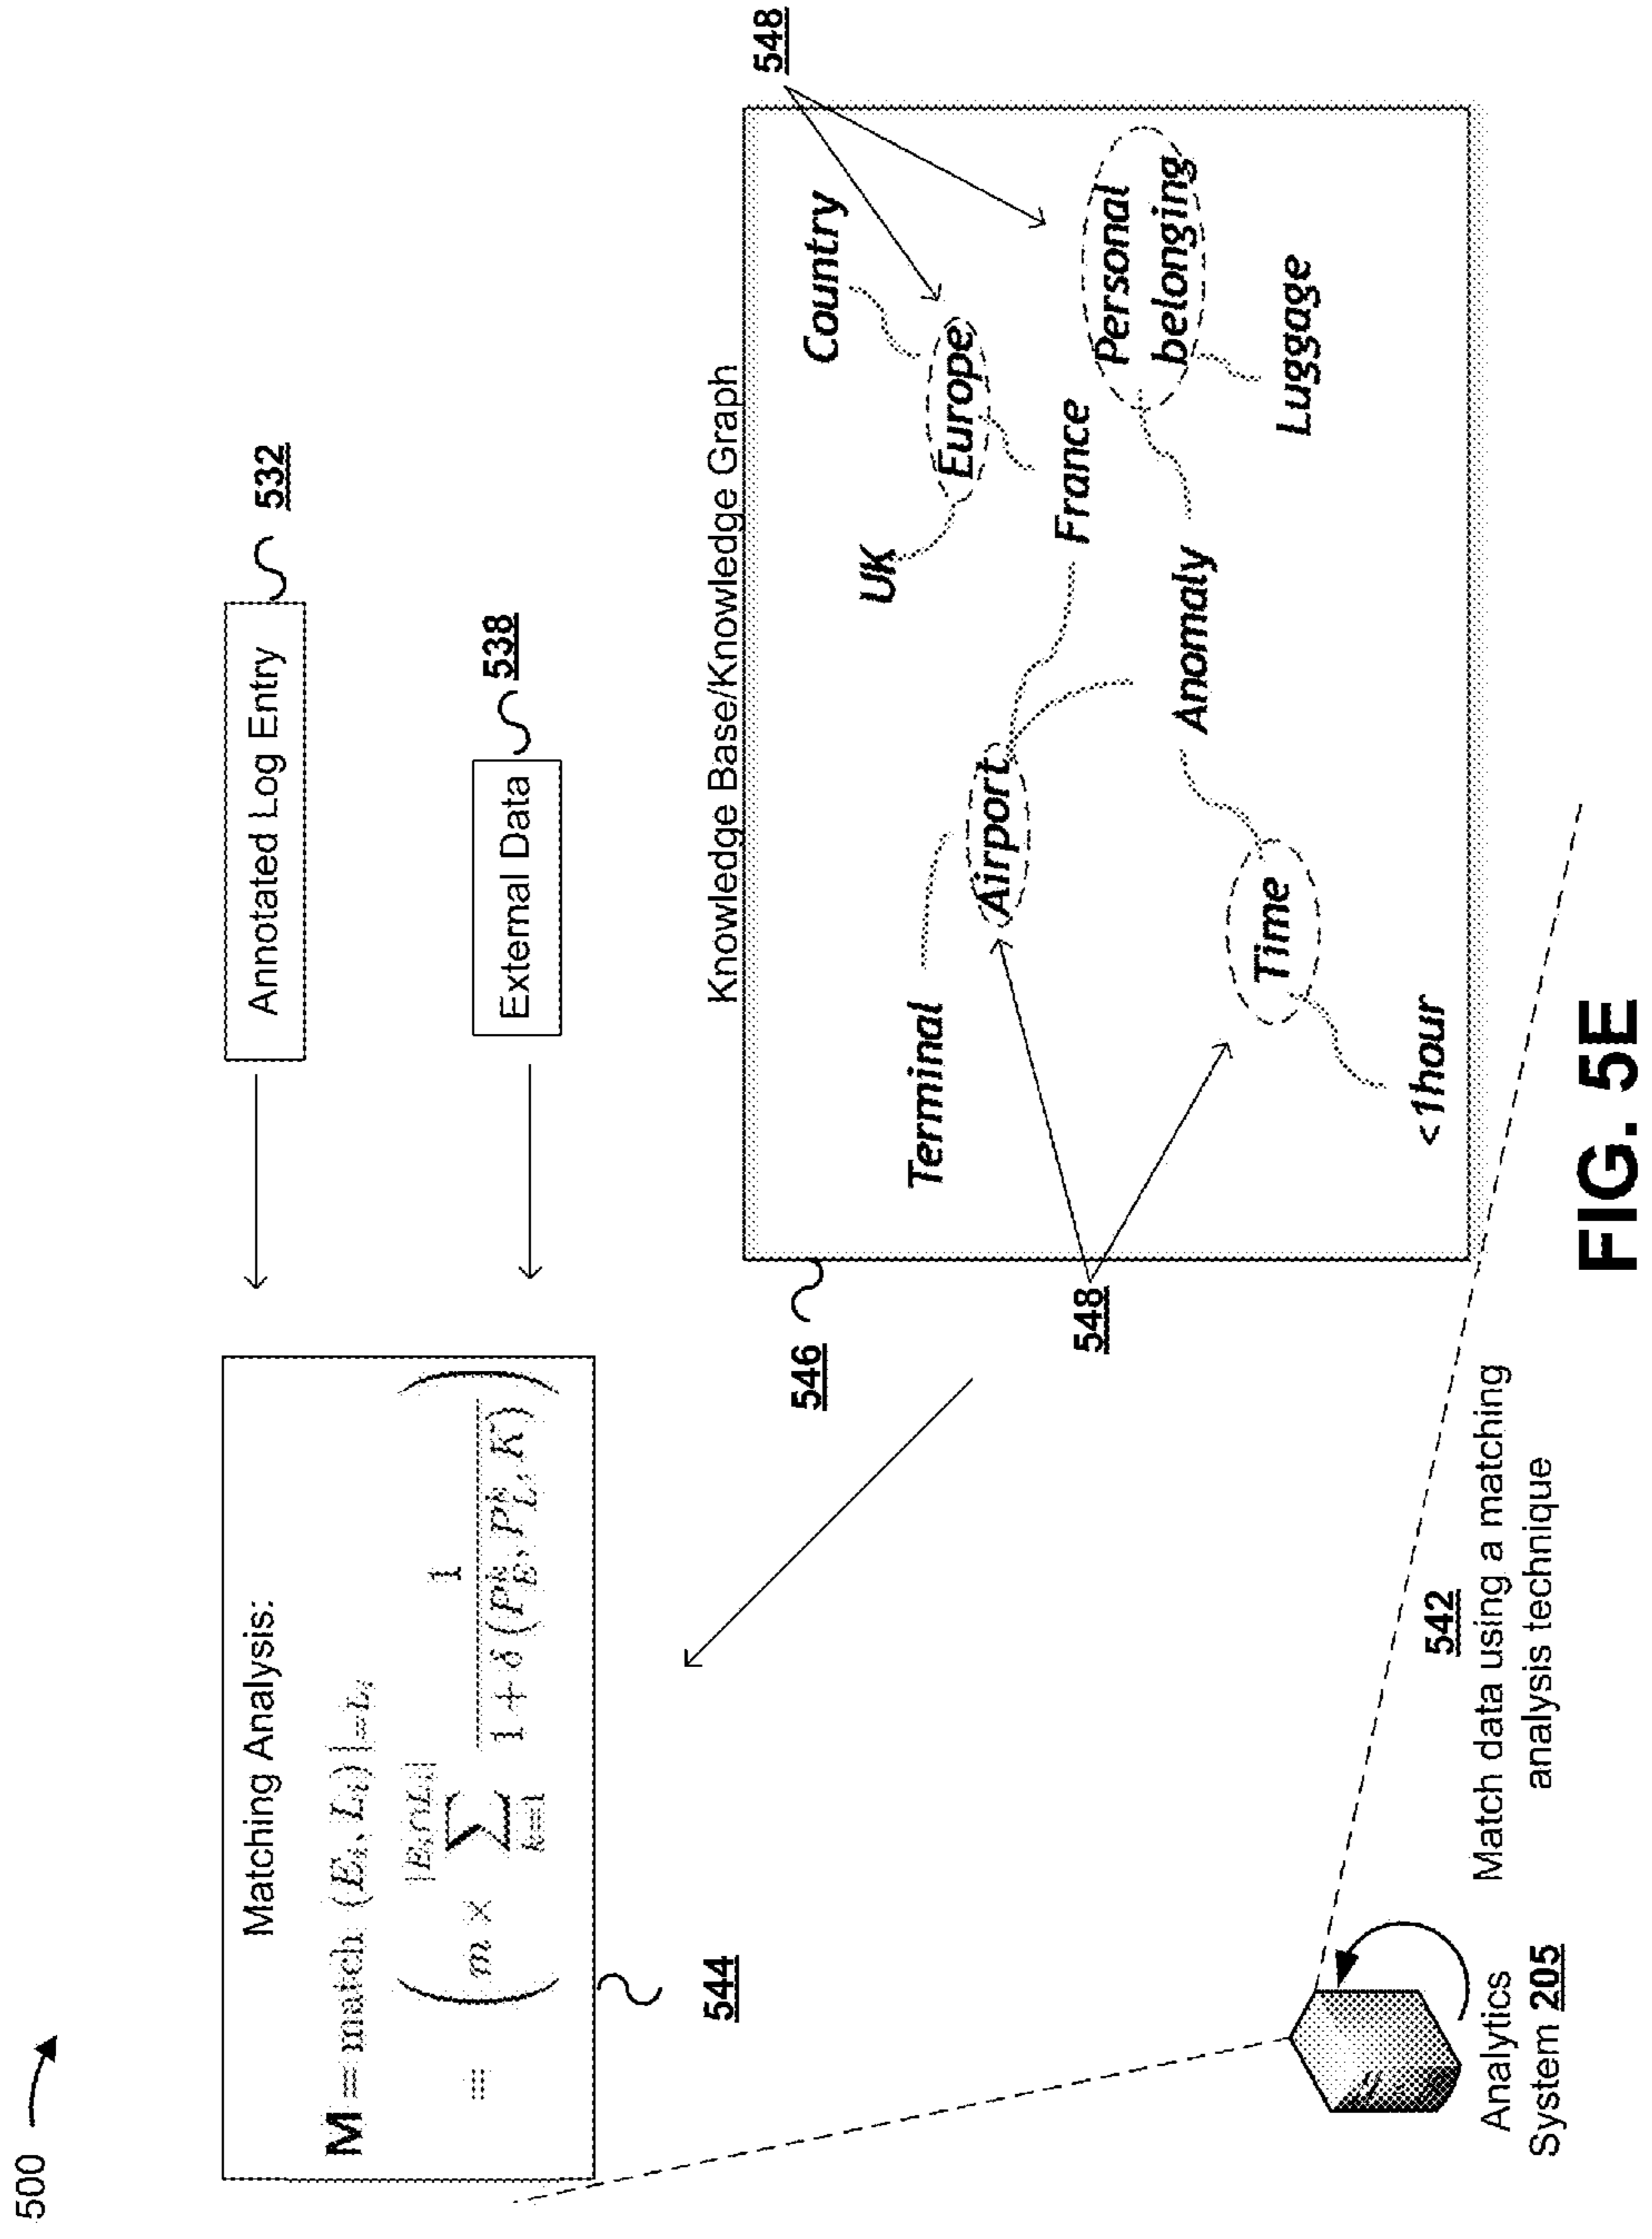 500
Matching Analysis:
M = match (E_i, L_i) |=L_i
= ( m × \sum_{k=1}^{|E_i∩L_i|} \frac{1}{1 + δ (P_E^k, P_L^k, K)} )
544
Annotated Log Entry
532
External Data
538
Knowledge Base/Knowledge Graph
546
548
Country
UK
Europe
Terminal
Airport
France
Personal
belonging
Anomaly
Time
Luggage
<1hour
548
542
Match data using a matching
analysis technique
Analytics
System 205
FIG. 5E